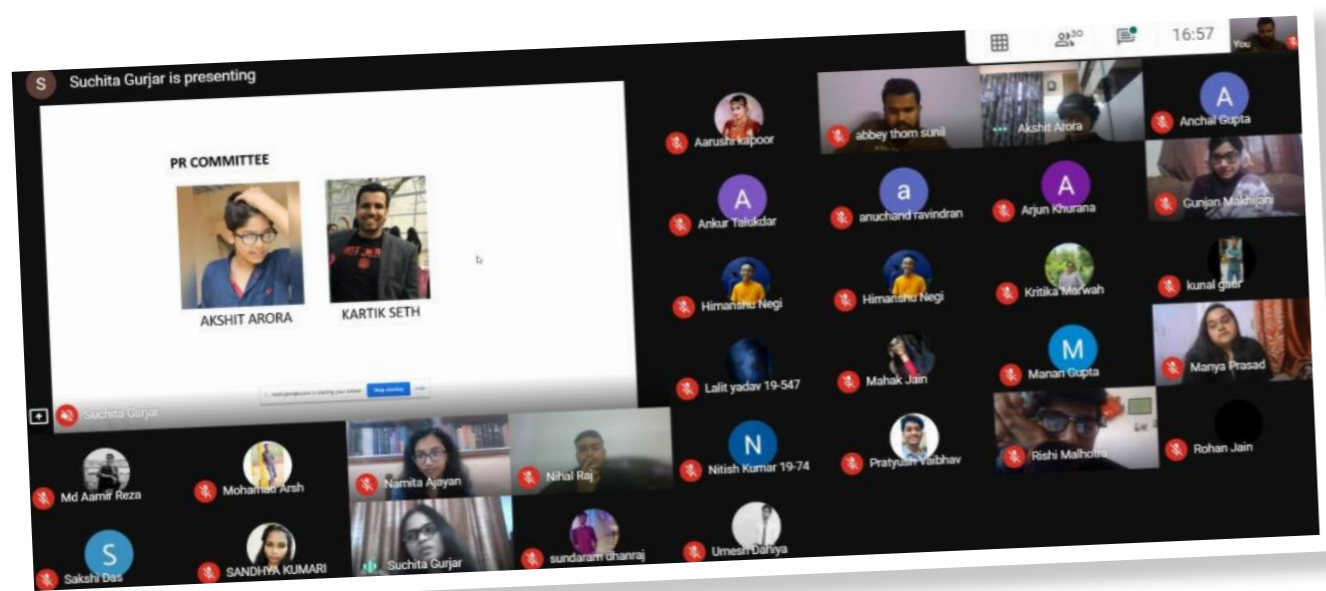 S Suchita Gurjar is presenting
30 16:57 You
PR COMMITTEE
AKSHIT ARORA KARTIK SETH
Stop sharing
Suchita Gurjar
Aarushi kapoor
abbey thom sunil
Akshit Arora
A
Anchal Gupta
A
Ankur Talukdar
a
anuchand ravindran
A
Arjun Khurana
Gunjan Makhijani
Himanshu Negi
Himanshu Negi
Kritika Marwah
kunal gaur
Lalit yadav 19-547
Mahak Jain
M
Manan Gupta
Manya Prasad
Md Aamir Reza
Mohamad Arsh
Namita Ajayan
Nihal Raj
N
Nitish Kumar 19-74
Pratyush Vaibhav
Rishi Malhotra
Rohan Jain
S
Sakshi Das
SANDHYA KUMARI
Suchita Gurjar
sundaram dhanraj
Umesh Dahiya